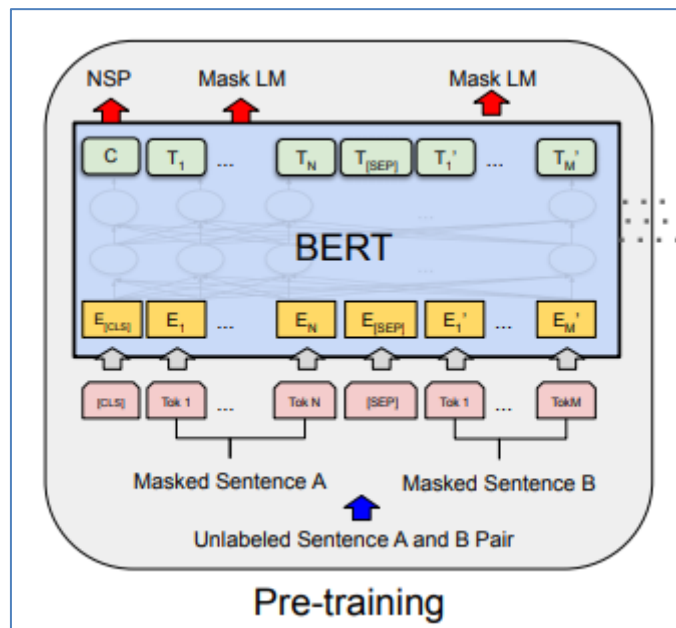 NSP Mask LM Mask LM
C T1 ... TN T[SEP] T1' ... TM'
...
BERT
...
E[CLS] E1 ... EN E[SEP] E1' ... EM'
[CLS] Tok 1 ... Tok N [SEP] Tok 1 ... TokM
Masked Sentence A Masked Sentence B
Unlabeled Sentence A and B Pair
Pre-training